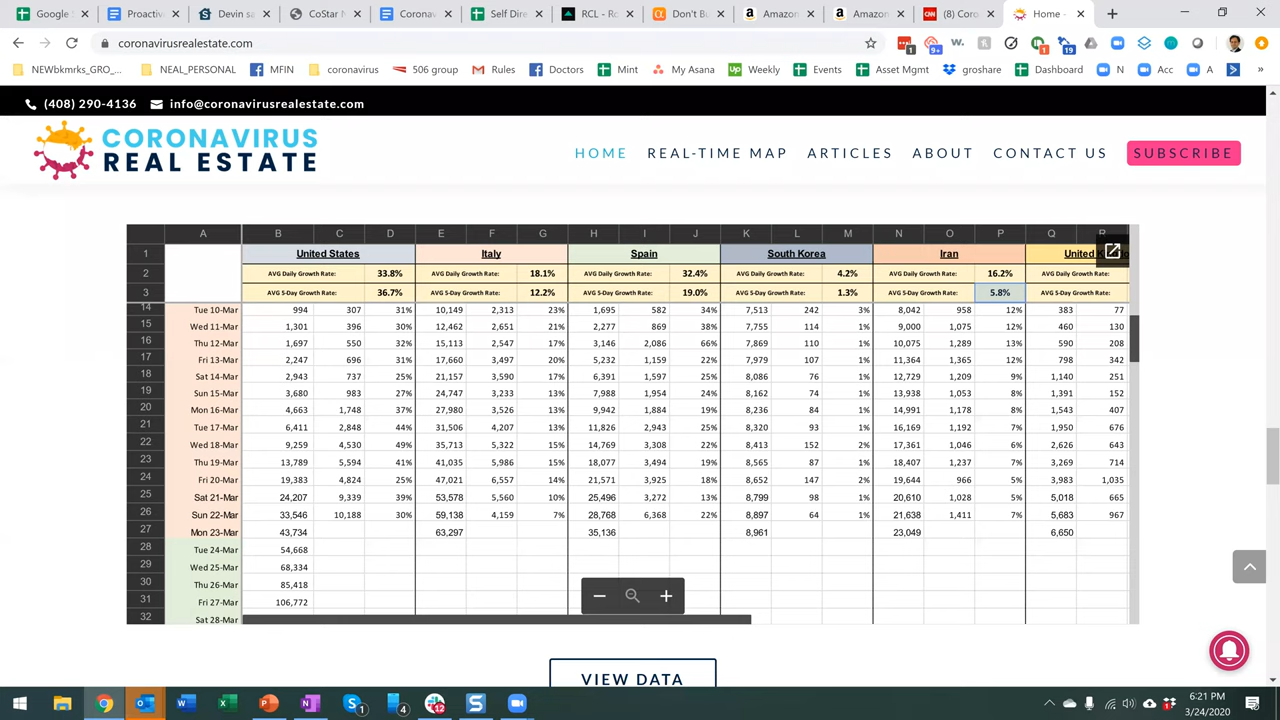 Google S
Proactiv
Devin sa
CoStar M
Coronav
Self Dire
RCL - Ro
Don't Bu
Amazon
Amazon
(8) Coro
Home -
coronavirusrealestate.com
NEWbkmrks_GRO_...
NEAL_PERSONAL
MFIN
coronavirus
506 group
Rules
Doctors
Mint
My Asana
Weekly
Events
Asset Mgmt
groshare
Dashboard
N
Acc
A
(408) 290-4136 info@coronavirusrealestate.com
CORONAVIRUS
REAL ESTATE
HOME REAL-TIME MAP ARTICLES ABOUT CONTACT US SUBSCRIBE
A B C D E F G H I J K L M N O P Q R
1 United States Italy Spain South Korea Iran
2 AVG Daily Growth Rate: 33.8% AVG Daily Growth Rate: 18.1% AVG Daily Growth Rate: 32.4% AVG Daily Growth Rate: 4.2% AVG Daily Growth Rate: 16.2% AVG Daily Growth Rate:
3 AVG 5-Day Growth Rate: 36.7% AVG 5-Day Growth Rate: 12.2% AVG 5-Day Growth Rate: 19.0% AVG 5-Day Growth Rate: 1.3% AVG 5-Day Growth Rate: 5.8% AVG 5-Day Growth Rate:
14 Tue 10-Mar 994 307 31% 10,149 2,313 23% 1,695 582 34% 7,513 242 3% 8,042 958 12% 383 77
15 Wed 11-Mar 1,301 396 30% 12,462 2,651 21% 2,277 869 38% 7,755 114 1% 9,000 1,075 12% 460 130
16 Thu 12-Mar 1,697 550 32% 15,113 2,547 17% 3,146 2,086 66% 7,869 110 1% 10,075 1,289 13% 590 208
17 Fri 13-Mar 2,247 696 31% 17,660 3,497 20% 5,232 1,159 22% 7,979 107 1% 11,364 1,365 12% 798 342
18 Sat 14-Mar 2,943 737 25% 21,157 3,590 17% 6,391 1,597 25% 8,086 76 1% 12,729 1,209 9% 1,140 251
19 Sun 15-Mar 3,680 983 27% 24,747 3,233 13% 7,988 1,954 24% 8,162 74 1% 13,938 1,053 8% 1,391 152
20 Mon 16-Mar 4,663 1,748 37% 27,980 3,526 13% 9,942 1,884 19% 8,236 84 1% 14,991 1,178 8% 1,543 407
21 Tue 17-Mar 6,411 2,848 44% 31,506 4,207 13% 11,826 2,943 25% 8,320 93 1% 16,169 1,192 7% 1,950 676
22 Wed 18-Mar 9,259 4,530 49% 35,713 5,322 15% 14,769 3,308 22% 8,413 152 2% 17,361 1,046 6% 2,626 643
23 Thu 19-Mar 13,789 5,594 41% 41,035 5,986 15% 18,077 3,494 19% 8,565 87 1% 18,407 1,237 7% 3,269 714
24 Fri 20-Mar 19,383 4,824 25% 47,021 6,557 14% 21,571 3,925 18% 8,652 147 2% 19,644 966 5% 3,983 1,035
25 Sat 21-Mar 24,207 9,339 39% 53,578 5,560 10% 25,496 3,272 13% 8,799 98 1% 20,610 1,028 5% 5,018 665
26 Sun 22-Mar 33,546 10,188 30% 59,138 4,159 7% 28,768 6,368 22% 8,897 64 1% 21,638 1,411 7% 5,683 967
27 Mon 23-Mar 43,734 63,297 35,136 8,961 23,049 6,650
28 Tue 24-Mar 54,668
29 Wed 25-Mar 68,334
30 Thu 26-Mar 85,418
31 Fri 27-Mar 106,772
32 Sat 28-Mar
VIEW DATA
6:21 PM
3/24/2020